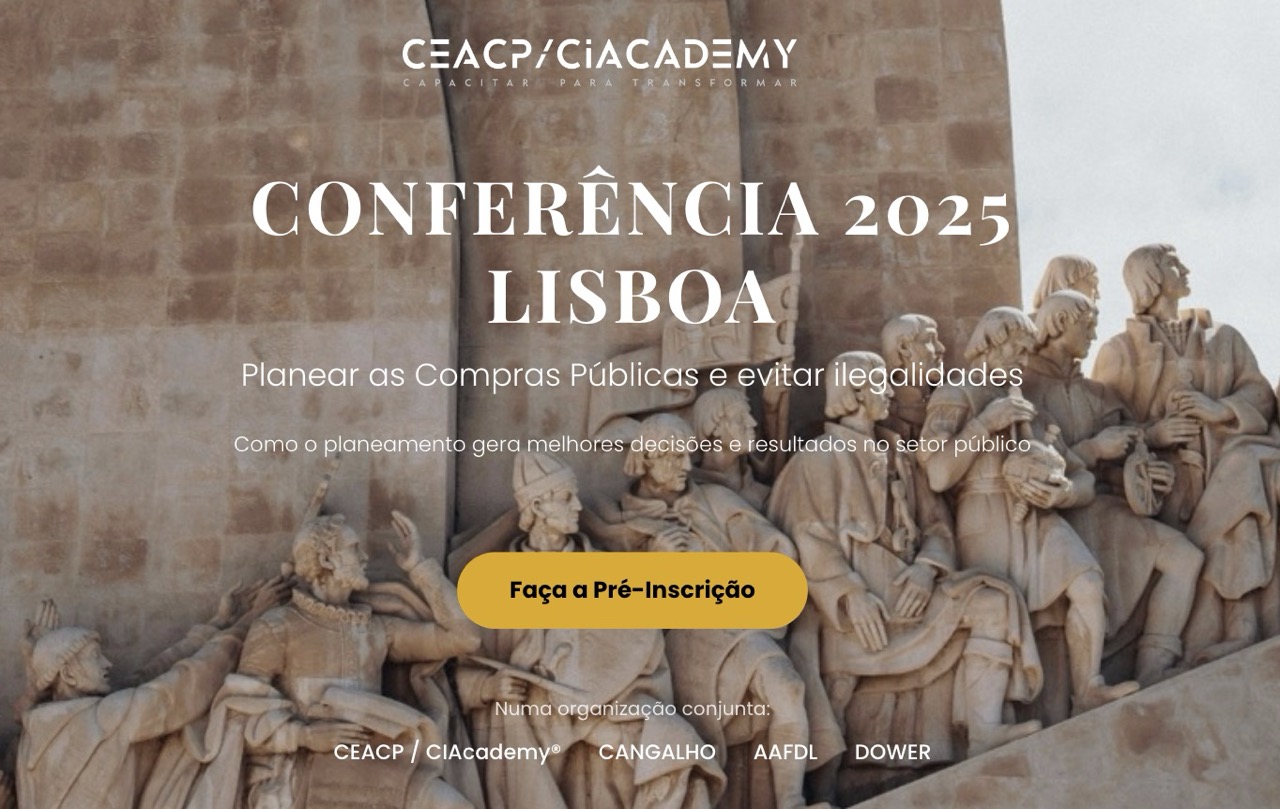 CEACP/CiACADEMY
CAPACITAR PARA TRANSFORMAR
CONFERÊNCIA 2025
LISBOA
Planear as Compras Públicas e evitar ilegalidades
Como o planeamento gera melhores decisões e resultados no setor público
Faça a Pré-Inscrição
Numa organização conjunta:
CEACP / CIAcademy® CANGALHO AAFDL DOWER